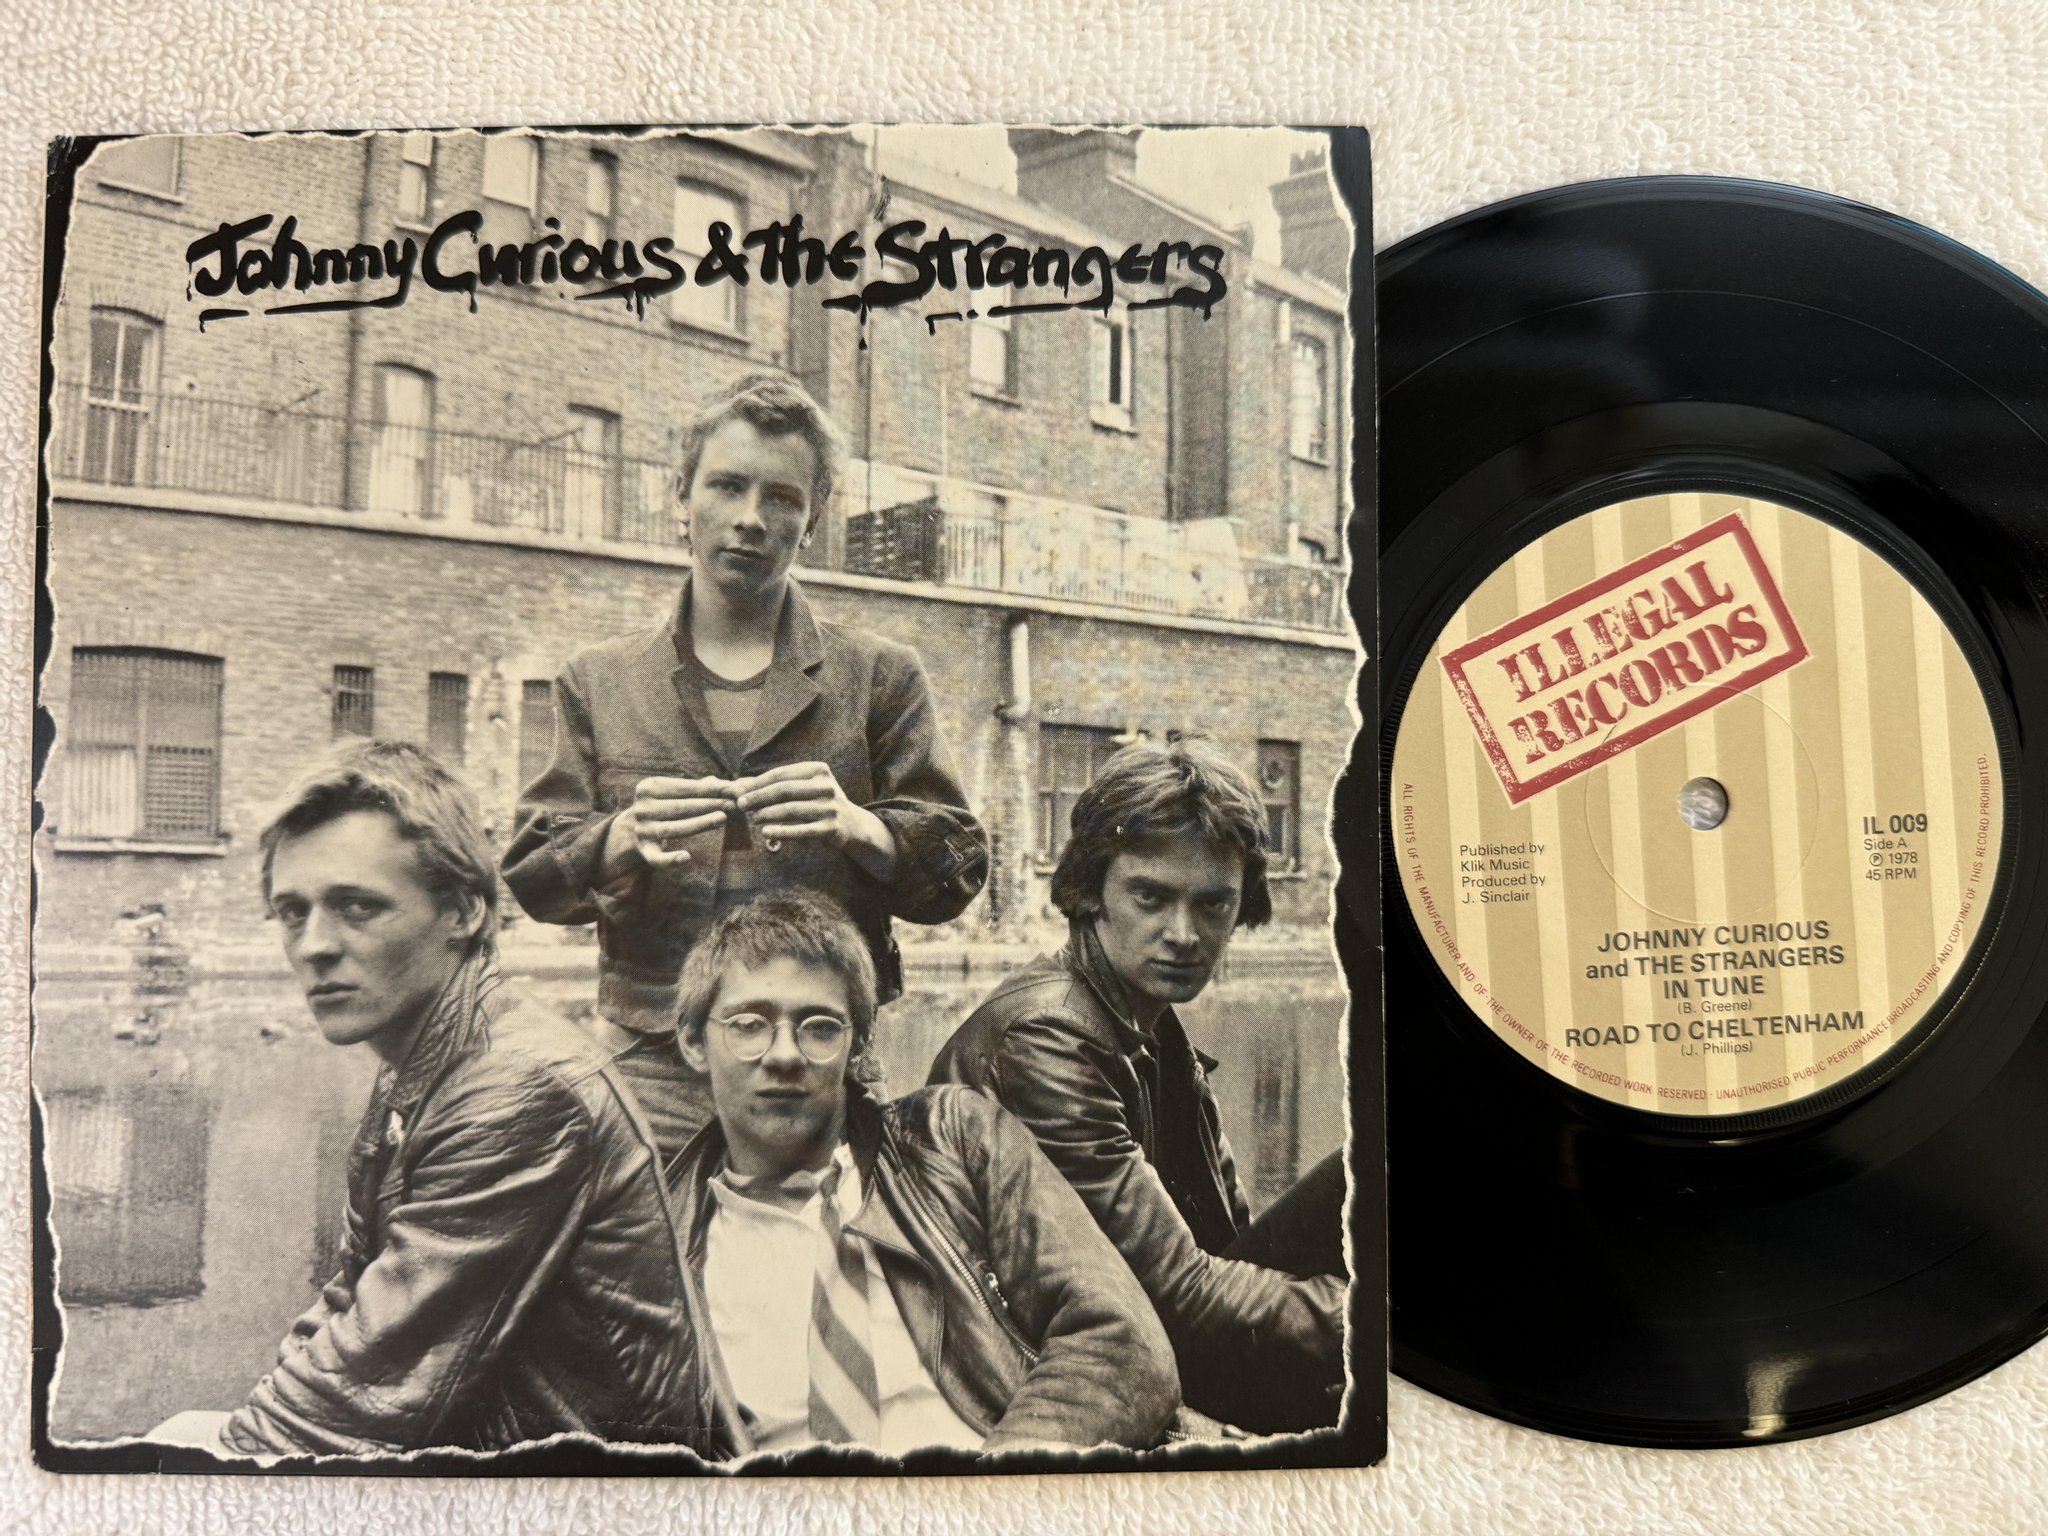 Johnny Curious & The Strangers
ILLEGAL
RECORDS
Published by
Klik Music
Produced by
J. Sinclair
IL 009
Side A
℗ 1978
45 RPM
JOHNNY CURIOUS
and THE STRANGERS
IN TUNE
(B. Greene)
ROAD TO CHELTENHAM
(J. Phillips)
ALL RIGHTS OF THE MANUFACTURER AND OF THE OWNER OF THE RECORDED WORK RESERVED - UNAUTHORISED PUBLIC PERFORMANCE BROADCASTING AND COPYING OF THIS RECORD PROHIBITED.